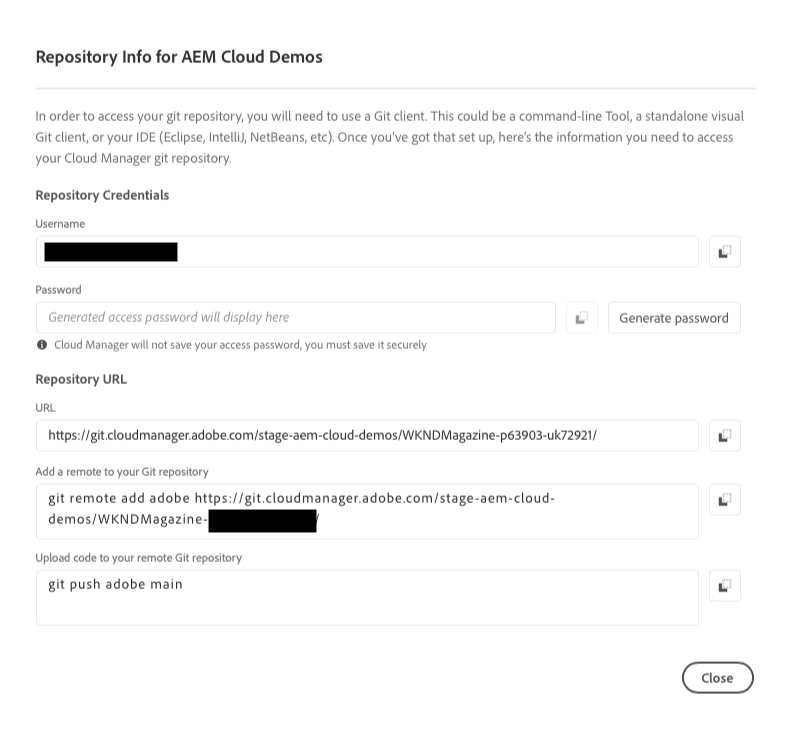 Repository Info for AEM Cloud Demos
In order to access your git repository, you will need to use a Git client. This could be a command-line Tool, a standalone visual
Git client, or your IDE (Eclipse, IntelliJ, NetBeans, etc). Once you've got that set up, here's the information you need to access
your Cloud Manager git repository.
Repository Credentials
Username
Password
Generated access password will display here
Generate password
Cloud Manager will not save your access password, you must save it securely
Repository URL
URL
https://git.cloudmanager.adobe.com/stage-aem-cloud-demos/WKNDMagazine-p63903-uk72921/
Add a remote to your Git repository
git remote add adobe https://git.cloudmanager.adobe.com/stage-aem-cloud-
demos/WKNDMagazine-/
Upload code to your remote Git repository
git push adobe main
Close